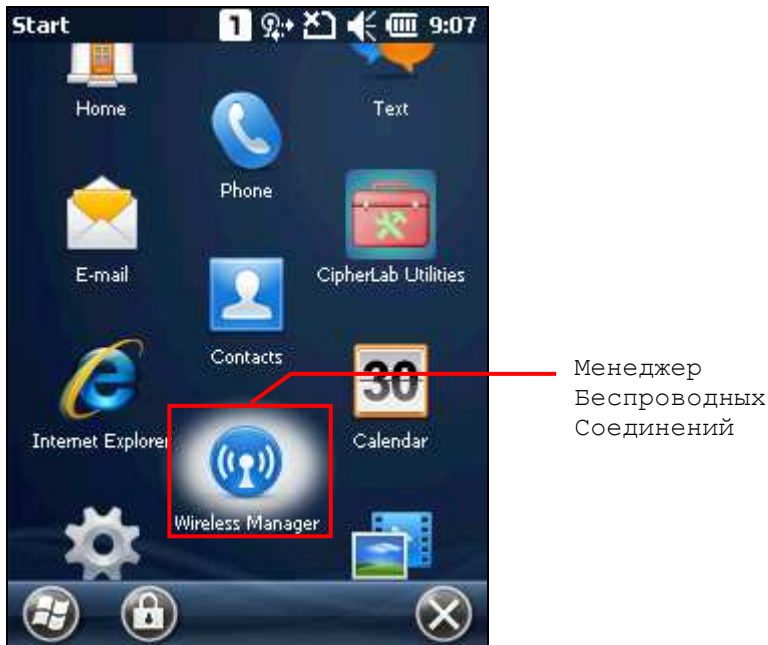 Start 1 9:07
Home
Text
Phone
E-mail
CipherLab Utilities
Contacts
30
Internet Explorer
Calendar
Wireless Manager
Менеджер
Беспроводных
Соединений